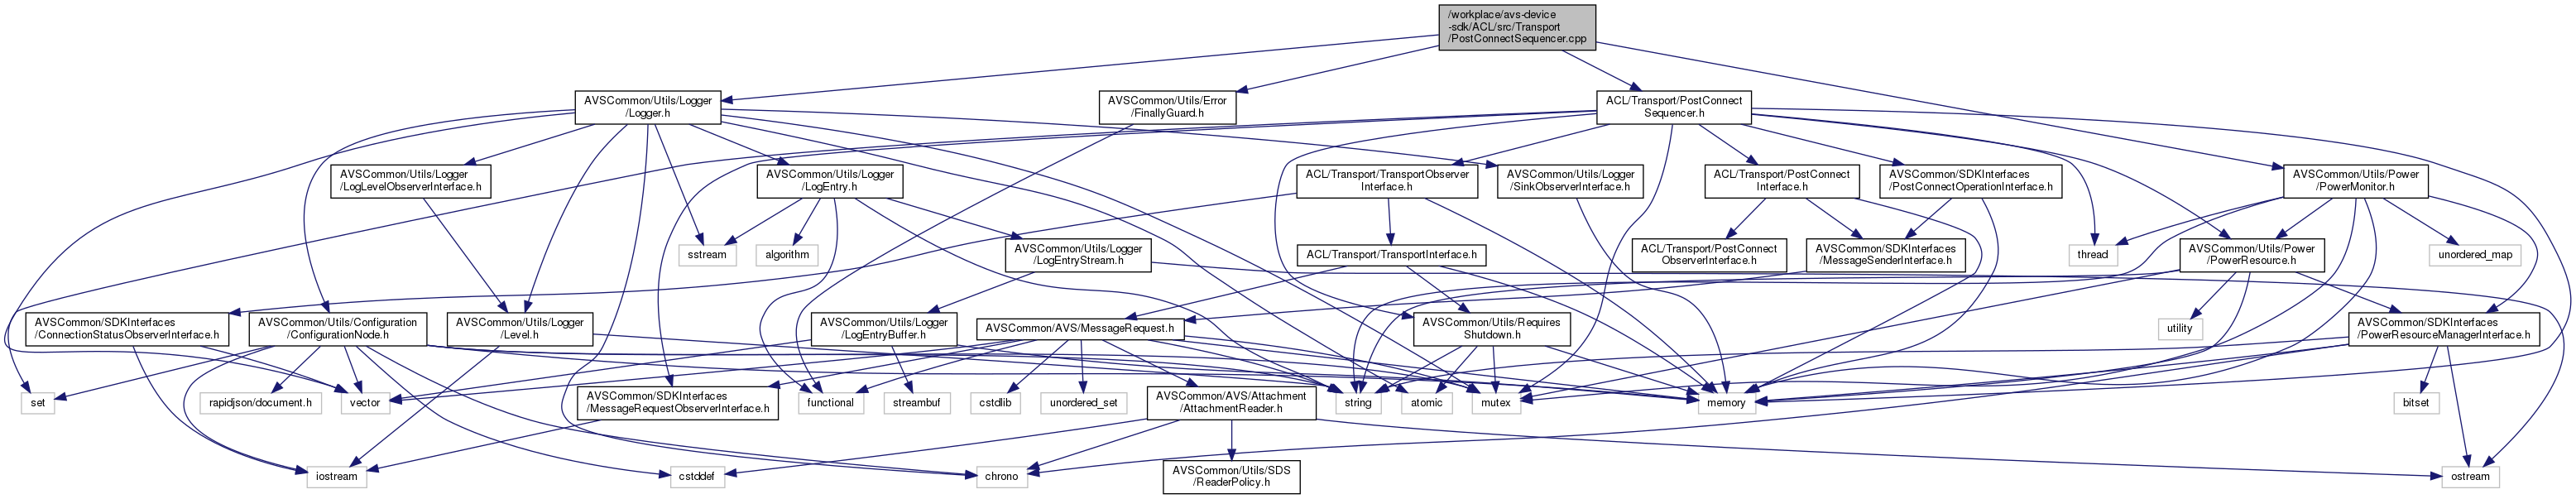 /workplace/avs-device
-sdk/ACL/src/Transport
/PostConnectSequencer.cpp
AVSCommon/Utils/Logger
/Logger.h
AVSCommon/Utils/Error
/FinallyGuard.h
ACL/Transport/PostConnect
Sequencer.h
AVSCommon/Utils/Logger
/LogLevelObserverInterface.h
AVSCommon/Utils/Logger
/LogEntry.h
AVSCommon/Utils/Logger
/SinkObserverInterface.h
ACL/Transport/TransportObserver
Interface.h
ACL/Transport/PostConnect
Interface.h
AVSCommon/SDKInterfaces
/PostConnectOperationInterface.h
AVSCommon/Utils/Power
/PowerMonitor.h
sstream
algorithm
AVSCommon/Utils/Logger
/LogEntryStream.h
ACL/Transport/TransportInterface.h
ACL/Transport/PostConnect
ObserverInterface.h
AVSCommon/SDKInterfaces
/MessageSenderInterface.h
thread
AVSCommon/Utils/Power
/PowerResource.h
unordered_map
AVSCommon/SDKInterfaces
/ConnectionStatusObserverInterface.h
AVSCommon/Utils/Configuration
/ConfigurationNode.h
AVSCommon/Utils/Logger
/Level.h
AVSCommon/Utils/Logger
/LogEntryBuffer.h
AVSCommon/AVS/MessageRequest.h
AVSCommon/Utils/Requires
Shutdown.h
utility
AVSCommon/SDKInterfaces
/PowerResourceManagerInterface.h
set
rapidjson/document.h
vector
AVSCommon/SDKInterfaces
/MessageRequestObserverInterface.h
functional
streambuf
cstdlib
unordered_set
AVSCommon/AVS/Attachment
/AttachmentReader.h
string
atomic
mutex
memory
bitset
iostream
cstddef
chrono
AVSCommon/Utils/SDS
/ReaderPolicy.h
ostream